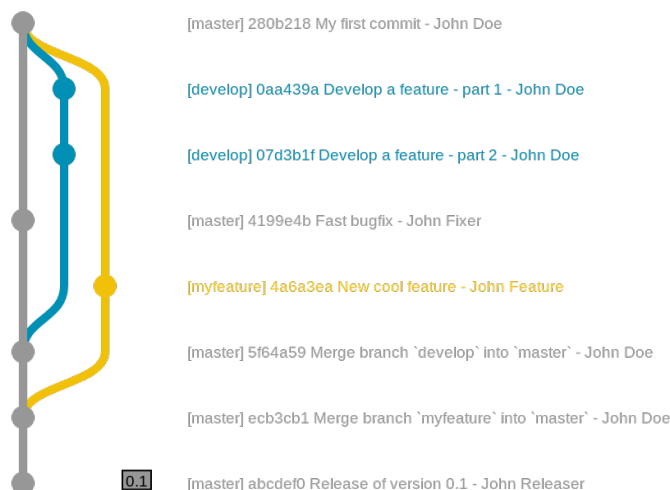 [master] 280b218 My first commit - John Doe
[develop] 0aa439a Develop a feature - part 1 - John Doe
[develop] 07d3b1f Develop a feature - part 2 - John Doe
[master] 4199e4b Fast bugfix - John Fixer
[myfeature] 4a6a3ea New cool feature - John Feature
[master] 5f64a59 Merge branch `develop` into `master` - John Doe
[master] ecb3cb1 Merge branch `myfeature` into `master` - John Doe
0.1 [master] abcdef0 Release of version 0.1 - John Releaser